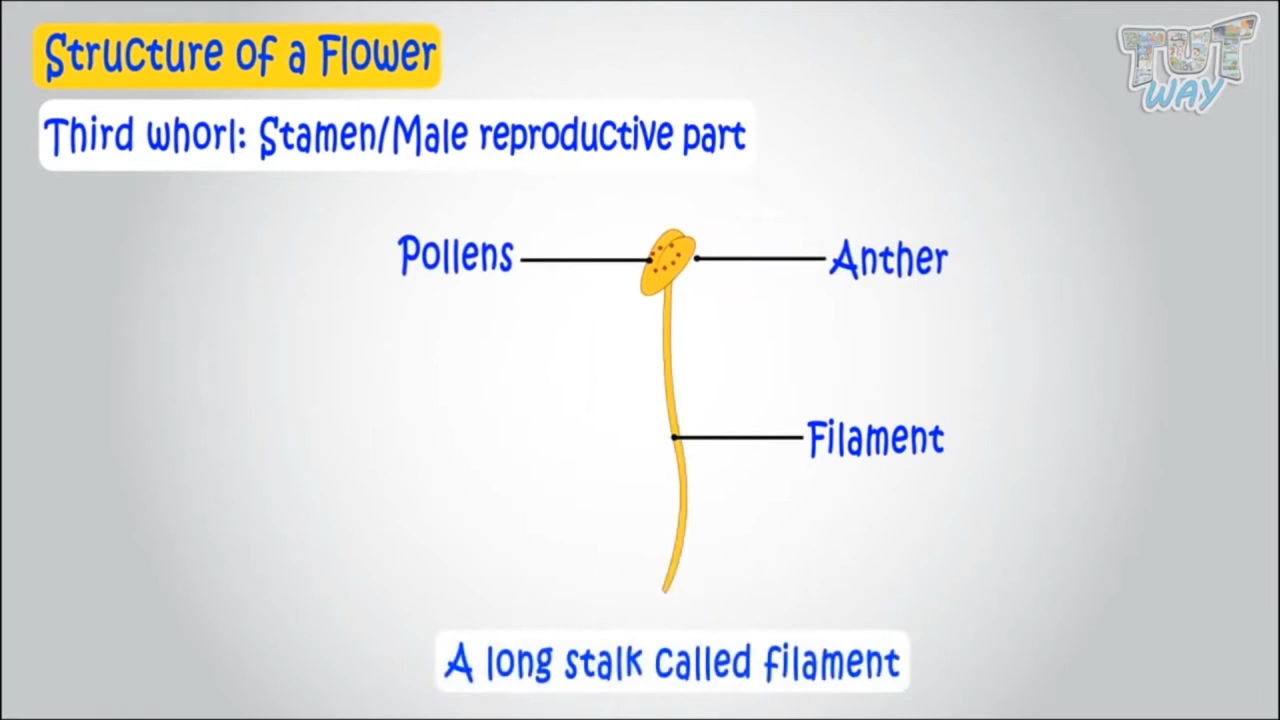 Structure of a Flower
TUT WAY
Third whorl: Stamen/Male reproductive part
Pollens
Anther
Filament
A long stalk called filament